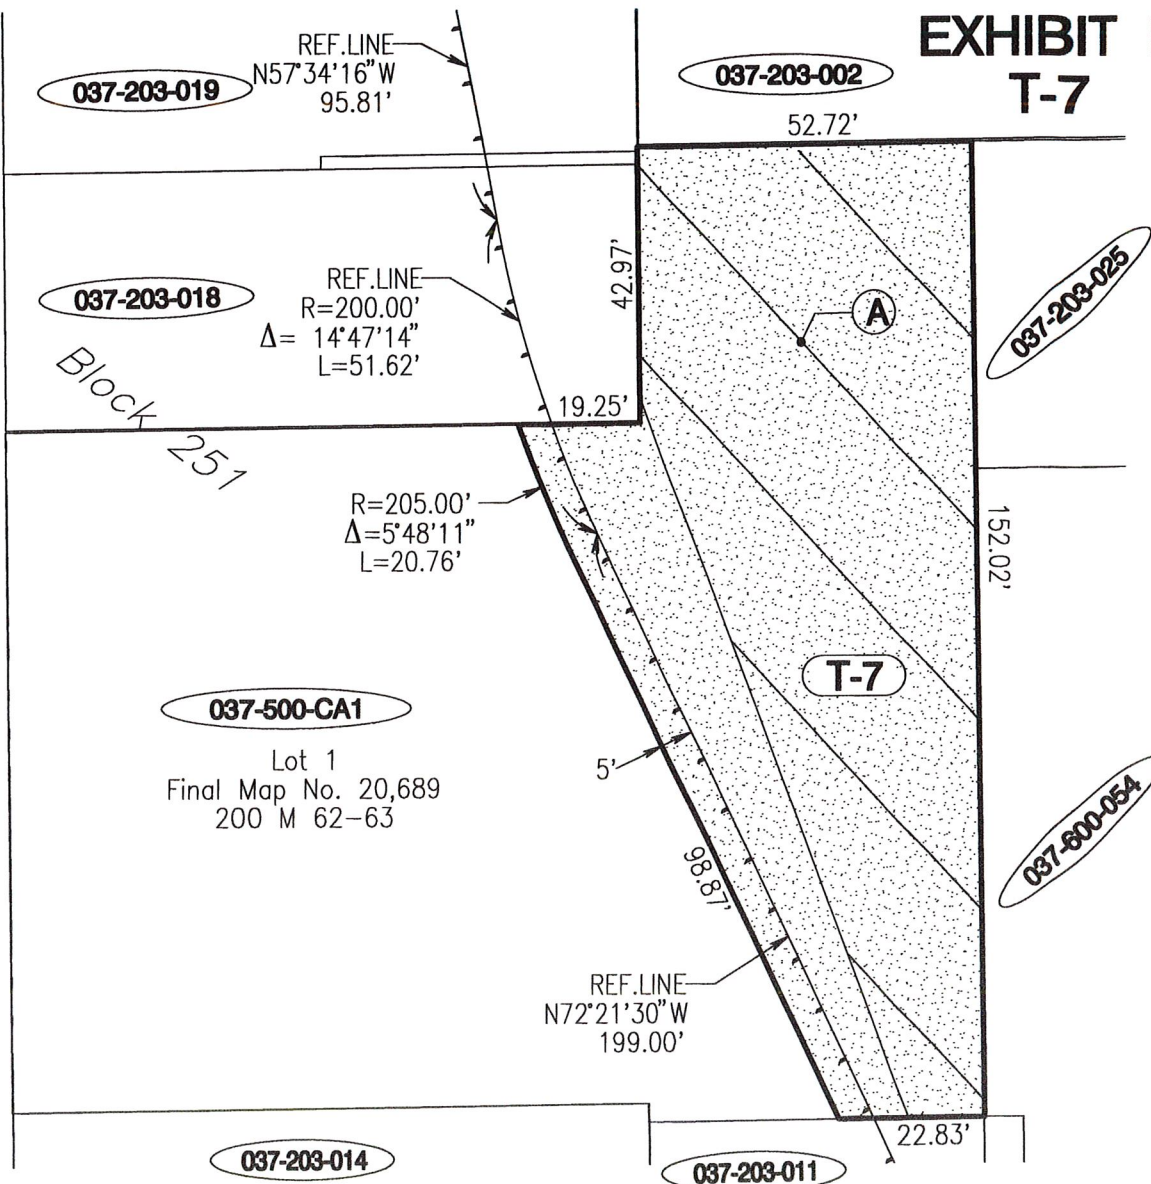 EXHIBIT
T-7
REF.LINE
N57°34'16"W
95.81'
037-203-019
037-203-002
52.72'
037-203-018
REF.LINE
R=200.00'
Δ= 14°47'14"
L=51.62'
42.97'
A
037-203-025
Block 251
19.25'
R=205.00'
Δ=5°48'11"
L=20.76'
152.02'
T-7
037-500-CA1
Lot 1
Final Map No. 20,689
200 M 62-63
5'
98.87'
037-600-054
REF.LINE
N72°21'30"W
199.00'
22.83'
037-203-014
037-203-011